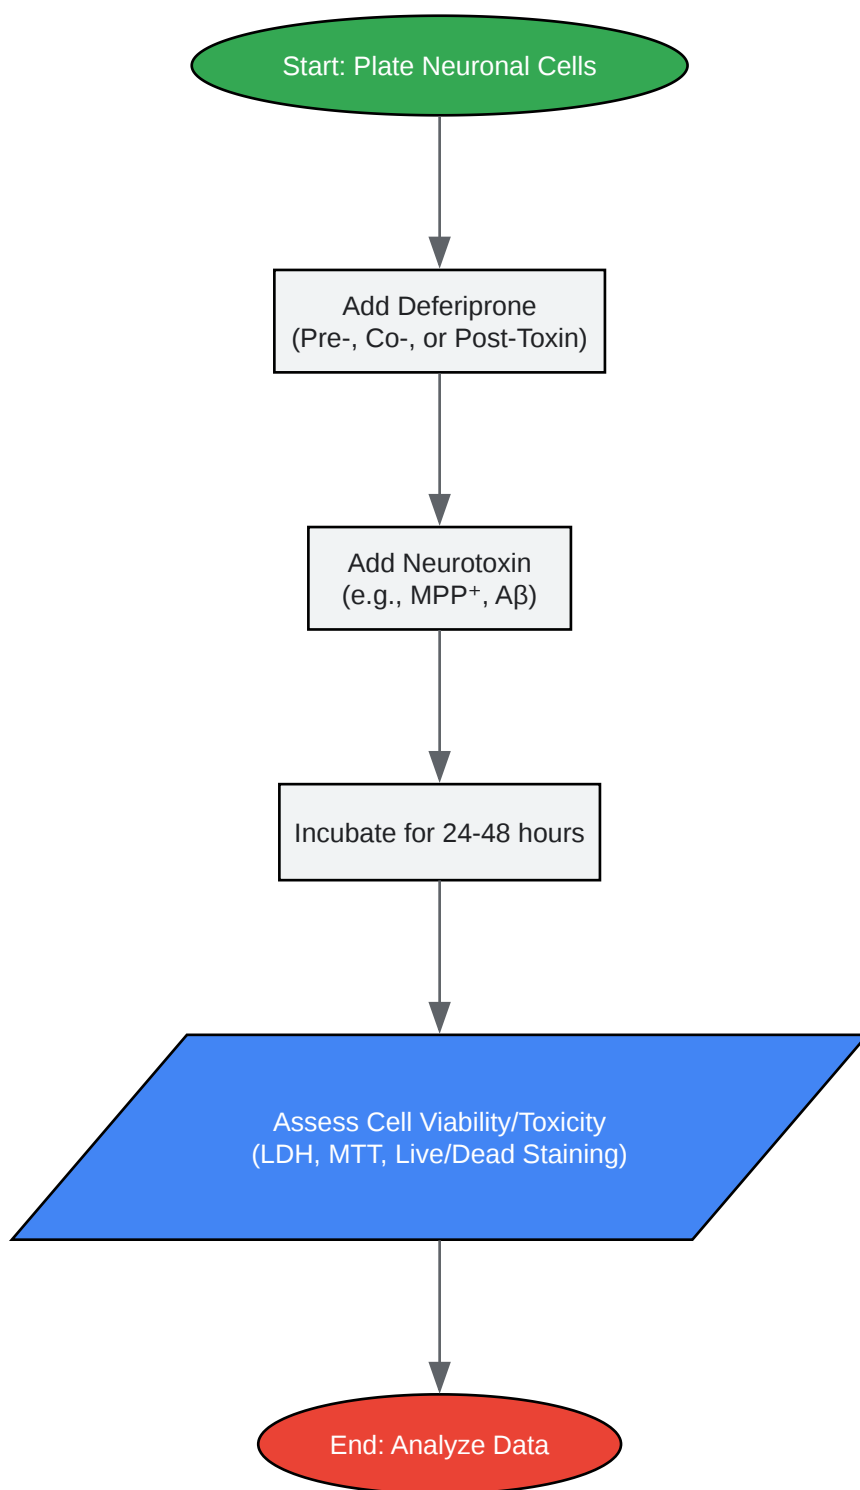 Start: Plate Neuronal Cells
Add Deferiprone
(Pre-, Co-, or Post-Toxin)
Add Neurotoxin
(e.g., MPP⁺, Aβ)
Incubate for 24-48 hours
Assess Cell Viability/Toxicity
(LDH, MTT, Live/Dead Staining)
End: Analyze Data